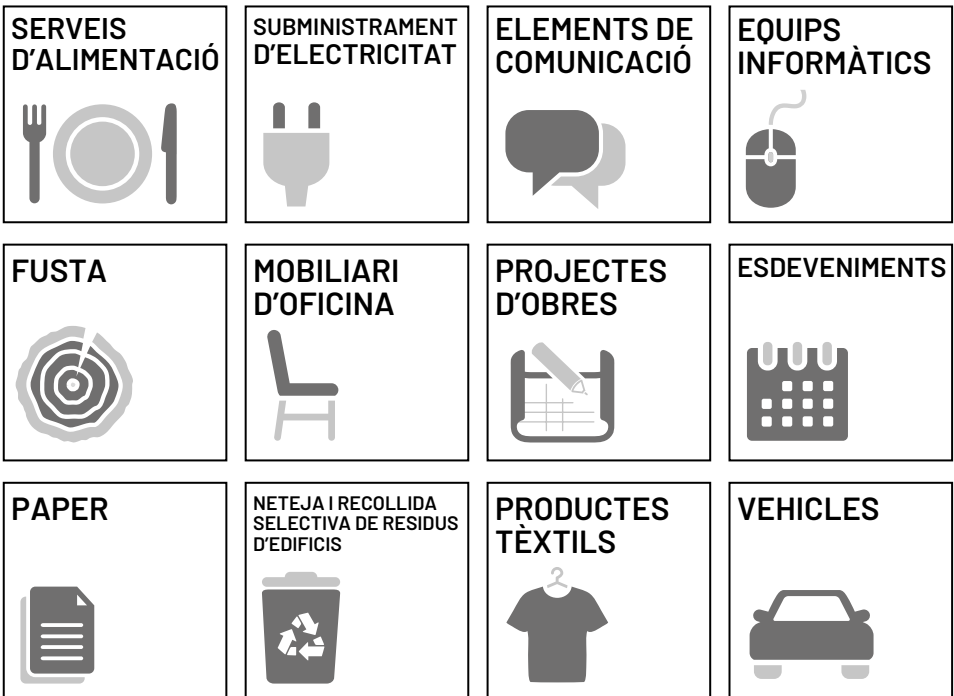 SERVEIS
D'ALIMENTACIÓ
SUBMINISTRAMENT
D'ELECTRICITAT
ELEMENTS DE
COMUNICACIÓ
EQUIPS
INFORMÀTICS
FUSTA
MOBILIARI
D'OFICINA
PROJECTES
D'OBRES
ESDEVENIMENTS
PAPER
NETEJA I RECOLLIDA
SELECTIVA DE RESIDUS
D'EDIFICIS
PRODUCTES
TÈXTILS
VEHICLES